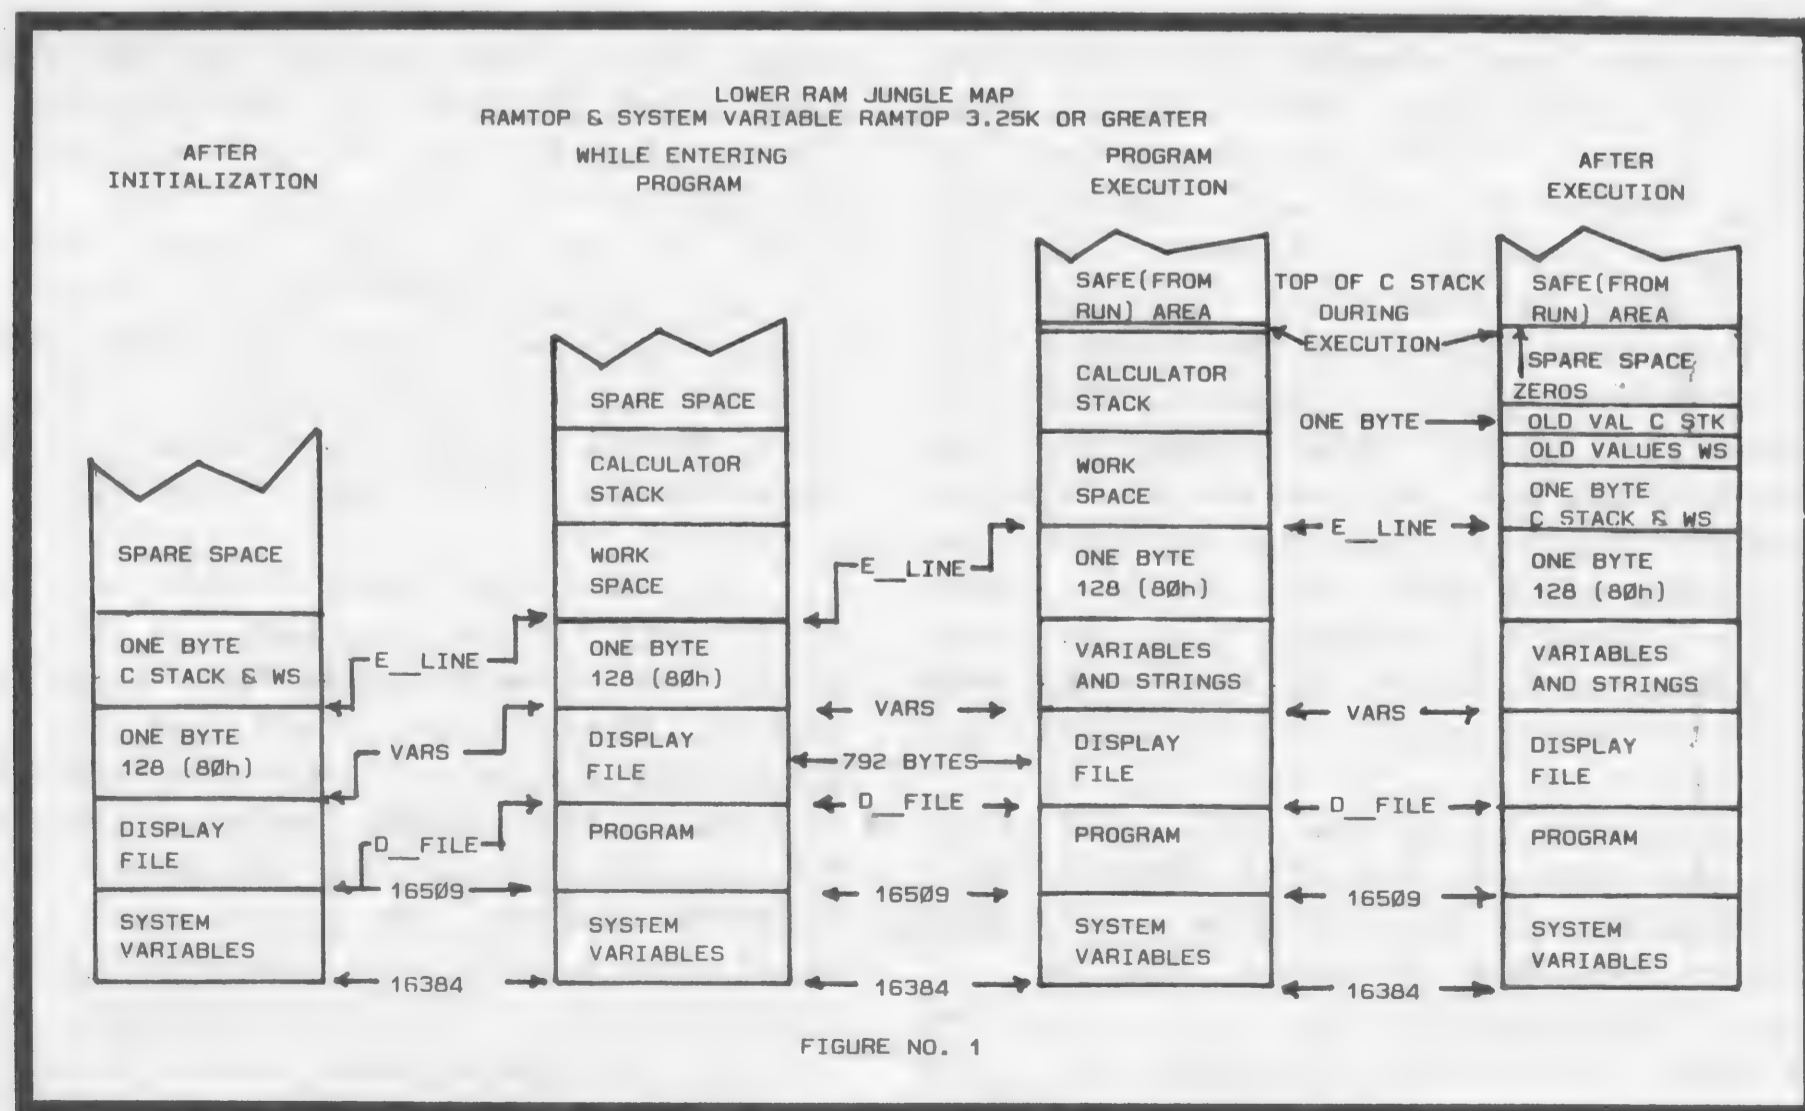 LOWER RAM JUNGLE MAP
RAMTOP & SYSTEM VARIABLE RAMTOP 3.25K OR GREATER
AFTER
INITIALIZATION
SPARE SPACE
ONE BYTE
C STACK & WS
ONE BYTE
128 (80h)
DISPLAY
FILE
SYSTEM
VARIABLES
E__LINE
VARS
D__FILE
16509
16384
WHILE ENTERING
PROGRAM
SPARE SPACE
CALCULATOR
STACK
WORK
SPACE
ONE BYTE
128 (80h)
DISPLAY
FILE
PROGRAM
SYSTEM
VARIABLES
E__LINE
VARS
792 BYTES
D__FILE
16509
16384
PROGRAM
EXECUTION
SAFE(FROM
RUN) AREA
CALCULATOR
STACK
WORK
SPACE
ONE BYTE
128 (80h)
VARIABLES
AND STRINGS
DISPLAY
FILE
PROGRAM
SYSTEM
VARIABLES
TOP OF C STACK
DURING
EXECUTION
ONE BYTE
E__LINE
VARS
D__FILE
16509
16384
AFTER
EXECUTION
SAFE(FROM
RUN) AREA
SPARE SPACE
ZEROS
OLD VAL C STK
OLD VALUES WS
ONE BYTE
C STACK & WS
ONE BYTE
128 (80h)
VARIABLES
AND STRINGS
DISPLAY
FILE
PROGRAM
SYSTEM
VARIABLES
FIGURE NO. 1